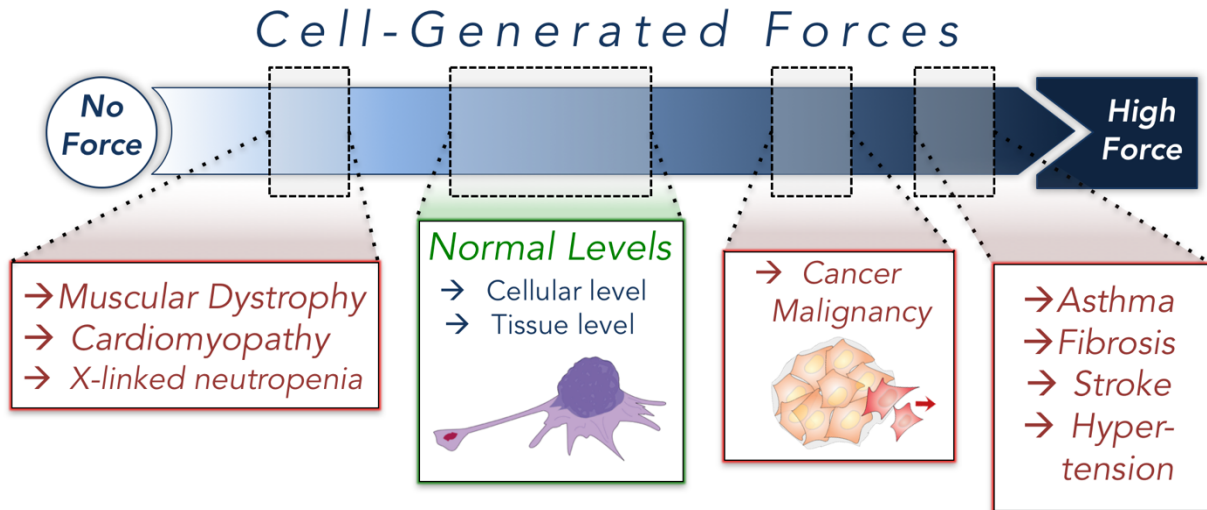 Cell-Generated Forces
No
Force
High
Force
→Muscular Dystrophy
→ Cardiomyopathy
→ X-linked neutropenia
Normal Levels
→ Cellular level
→ Tissue level
→ Cancer
Malignancy
→Asthma
→Fibrosis
→ Stroke
→ Hyper-
tension